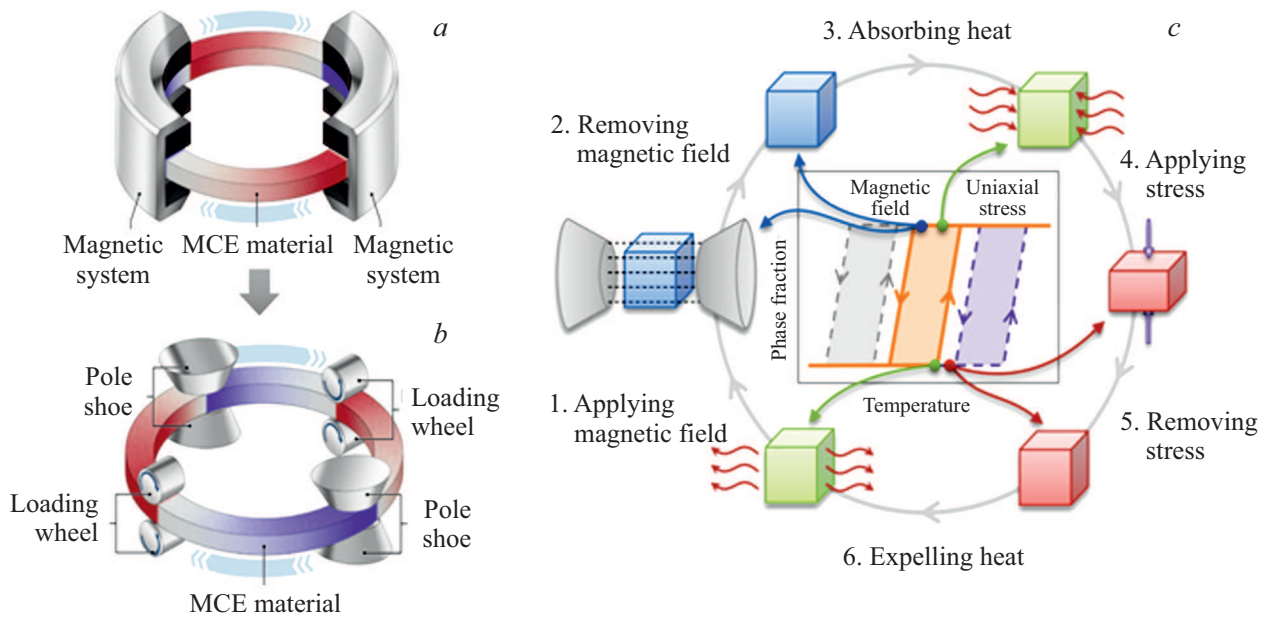 a
Magnetic
system
MCE material
Magnetic
system
b
Pole
shoe
Loading
wheel
Loading
wheel
Pole
shoe
MCE material
c
3. Absorbing heat
2. Removing
magnetic field
4. Applying
stress
Magnetic
field
Uniaxial
stress
Phase fraction
Temperature
1. Applying
magnetic field
5. Removing
stress
6. Expelling heat